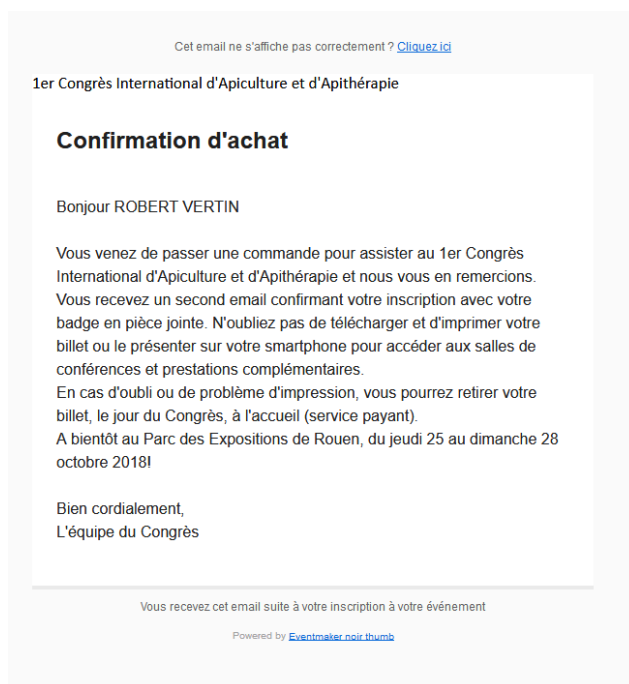 Cet email ne s'affiche pas correctement ? Cliquez ici
1er Congrès International d'Apiculture et d'Apithérapie
Confirmation d'achat
Bonjour ROBERT VERTIN
Vous venez de passer une commande pour assister au 1er Congrès
International d'Apiculture et d'Apithérapie et nous vous en remercions.
Vous recevez un second email confirmant votre inscription avec votre
badge en pièce jointe. N'oubliez pas de télécharger et d'imprimer votre
billet ou le présenter sur votre smartphone pour accéder aux salles de
conférences et prestations complémentaires.
En cas d'oubli ou de problème d'impression, vous pourrez retirer votre
billet, le jour du Congrès, à l'accueil (service payant).
A bientôt au Parc des Expositions de Rouen, du jeudi 25 au dimanche 28
octobre 2018!
Bien cordialement,
L'équipe du Congrès
Vous recevez cet email suite à votre inscription à votre événement
Powered by Eventmaker noir thumb